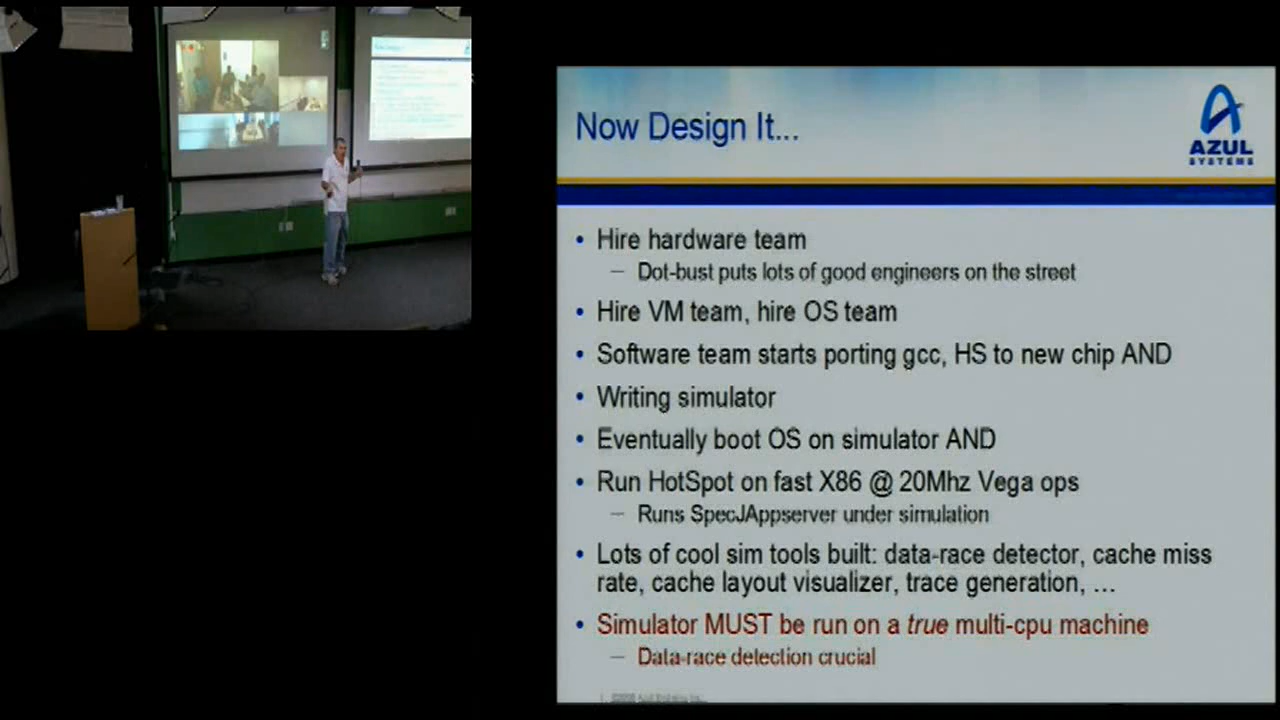 Now Design It...
AZUL
SYSTEMS
• Hire hardware team
– Dot-bust puts lots of good engineers on the street
• Hire VM team, hire OS team
• Software team starts porting gcc, HS to new chip AND
• Writing simulator
• Eventually boot OS on simulator AND
• Run HotSpot on fast X86 @ 20Mhz Vega ops
– Runs SpecJAppserver under simulation
• Lots of cool sim tools built: data-race detector, cache miss
rate, cache layout visualizer, trace generation, …
• Simulator MUST be run on a true multi-cpu machine
– Data-race detection crucial